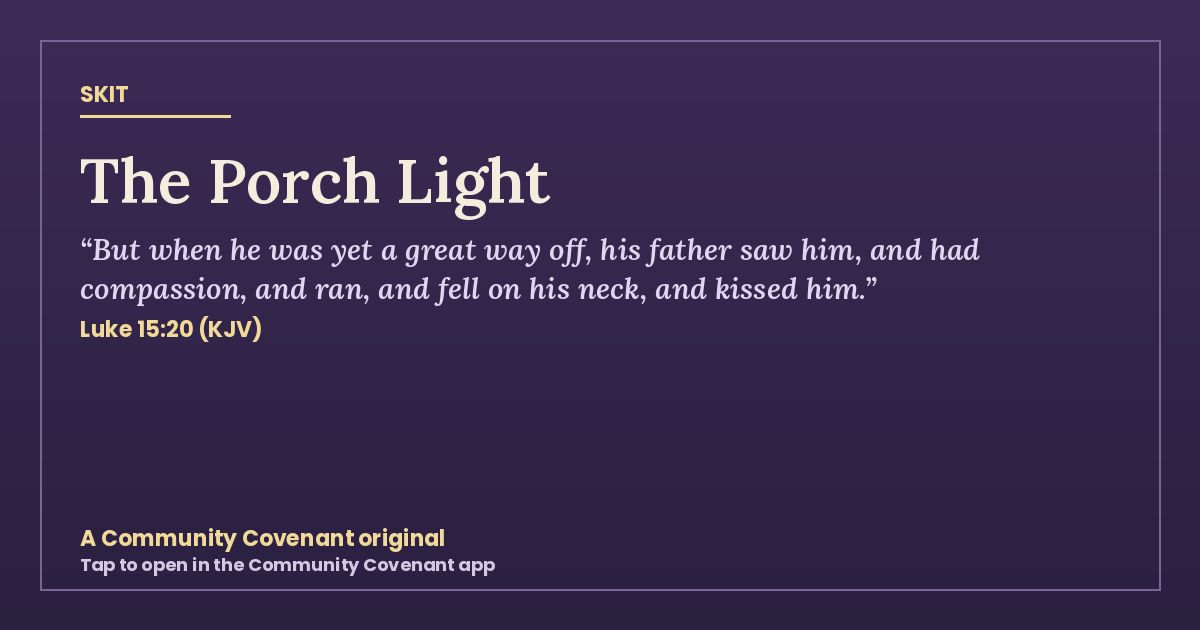 SKIT
The Porch Light
“But when he was yet a great way off, his father saw him, and had
compassion, and ran, and fell on his neck, and kissed him.”
Luke 15:20 (KJV)
A Community Covenant original
Tap to open in the Community Covenant app